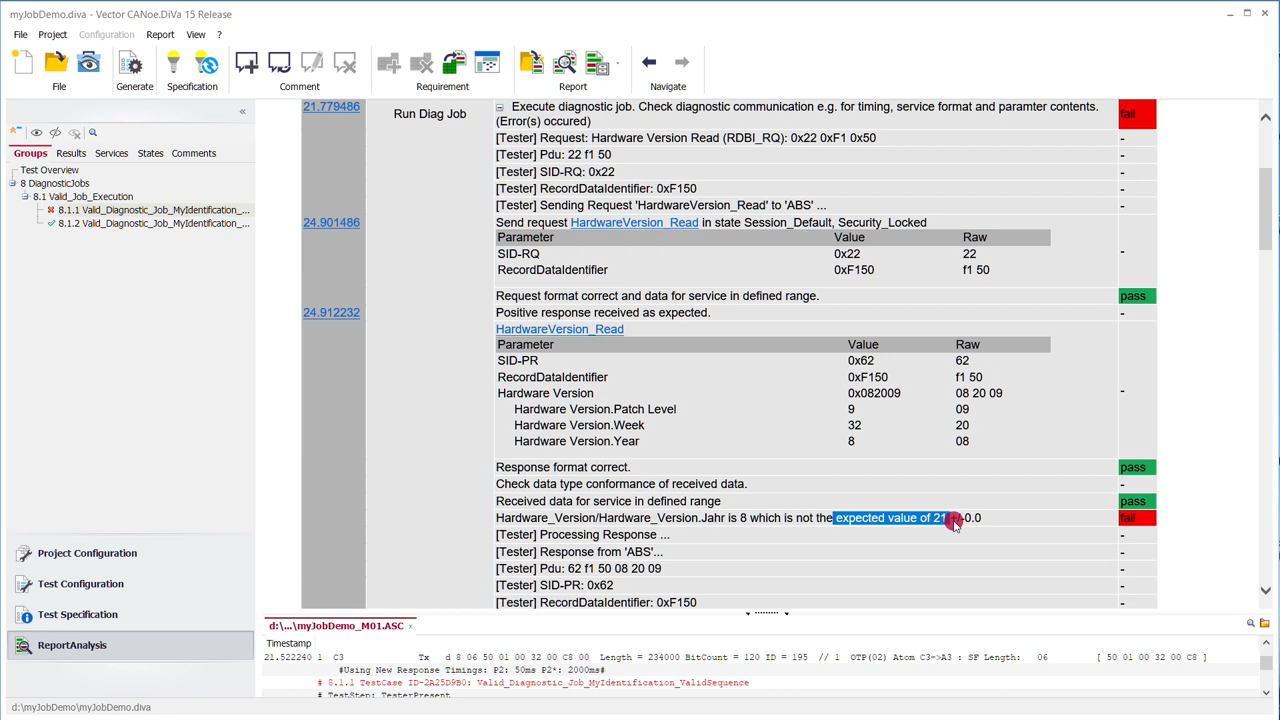 myJobDemo.diva - Vector CANoe.DiVa 15 Release
File Project Configuration Report View ?
File Generate Specification Comment Requirement Report Navigate
Groups Results Services States Comments
Test Overview
8 DiagnosticJobs
8.1 Valid_Job_Execution
8.1.1 Valid_Diagnostic_Job_MyIdentification_...
8.1.2 Valid_Diagnostic_Job_MyIdentification_...
Project Configuration
Test Configuration
Test Specification
ReportAnalysis
21.779486 Run Diag Job Execute diagnostic job. Check diagnostic communication e.g. for timing, service format and paramter contents. fail
(Error(s) occured)
[Tester] Request: Hardware Version Read (RDBI_RQ): 0x22 0xF1 0x50 -
[Tester] Pdu: 22 f1 50 -
[Tester] SID-RQ: 0x22 -
[Tester] RecordDataIdentifier: 0xF150 -
[Tester] Sending Request 'HardwareVersion_Read' to 'ABS' ... -
24.901486 Send request HardwareVersion_Read in state Session_Default, Security_Locked
Parameter Value Raw
SID-RQ 0x22 22 -
RecordDataIdentifier 0xF150 f1 50
Request format correct and data for service in defined range. pass
24.912232 Positive response received as expected. -
HardwareVersion_Read
Parameter Value Raw
SID-PR 0x62 62
RecordDataIdentifier 0xF150 f1 50
Hardware Version 0x082009 08 20 09 -
Hardware Version.Patch Level 9 09
Hardware Version.Week 32 20
Hardware Version.Year 8 08
Response format correct. pass
Check data type conformance of received data. -
Received data for service in defined range pass
Hardware_Version/Hardware_Version.Jahr is 8 which is not the expected value of 21 +/-0.0 fail
[Tester] Processing Response ... -
[Tester] Response from 'ABS'... -
[Tester] Pdu: 62 f1 50 08 20 09 -
[Tester] SID-PR: 0x62 -
[Tester] RecordDataIdentifier: 0xF150 -
d:\...\myJobDemo_M01.ASC
Timestamp
21.522240 1 C3 Tx d 8 06 50 01 00 32 00 C8 Length = 234000 BitCount = 120 ID = 195 // 1 OTP(02) Atom C3->A3 : SF Length: 06 [ 50 01 00 32 00 C8 ]
#Using New Response Timings: P2: 50ms P2*: 2000ms#
# 8.1.1 TestCase ID-2A25D9B0: Valid_Diagnostic_Job_MyIdentification_ValidSequence
# TestStep: TesterPresent
d:\myJobDemo\myJobDemo.diva